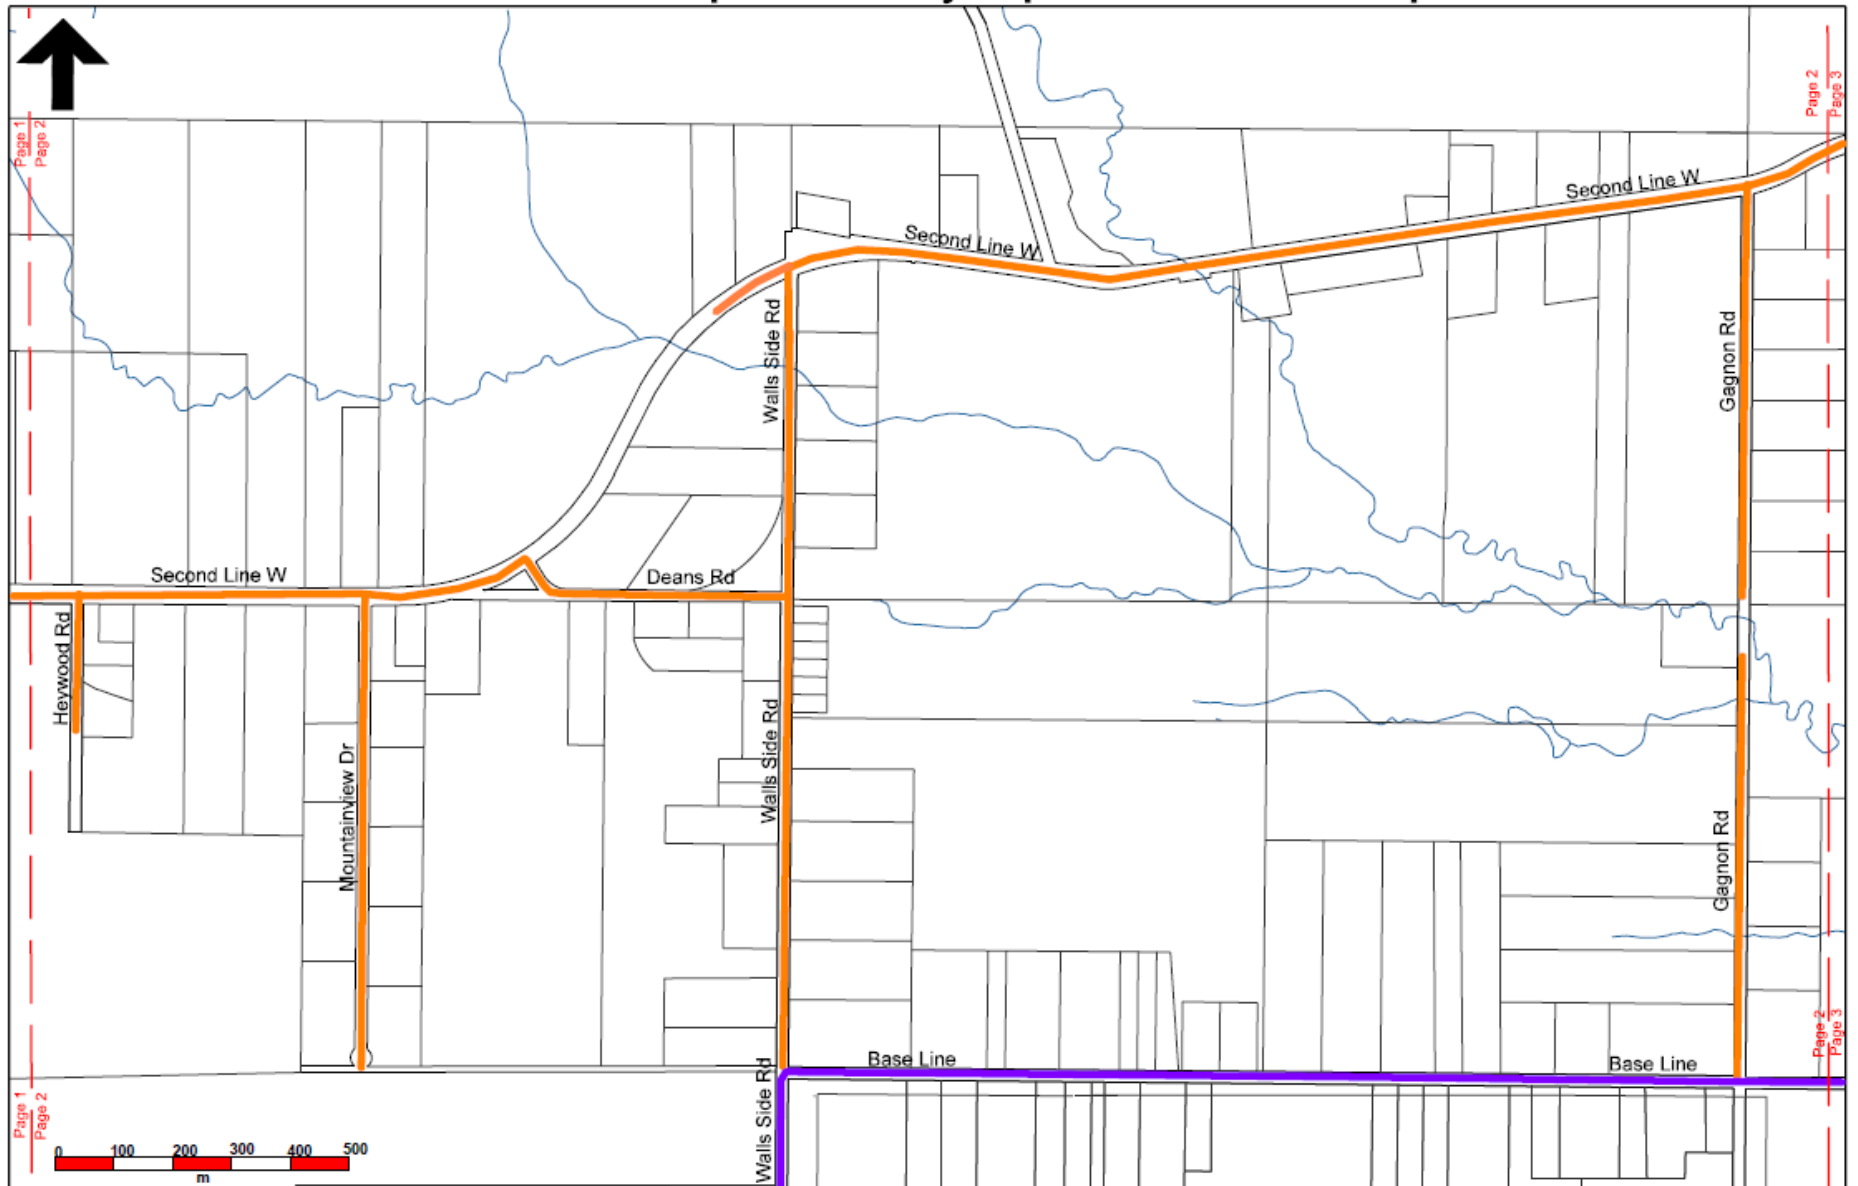 Page 2
Page 3
Page 1
Page 2
Second Line W
Second Line W
Walls Side Rd
Gagnon Rd
Second Line W
Deans Rd
Heywood Rd
Walls Side Rd
Mountainview Dr
Gagnon Rd
Base Line
Base Line
Page 2
Page 3
Walls Side Rd
Page 1
Page 2
0 100 200 300 400 500
m